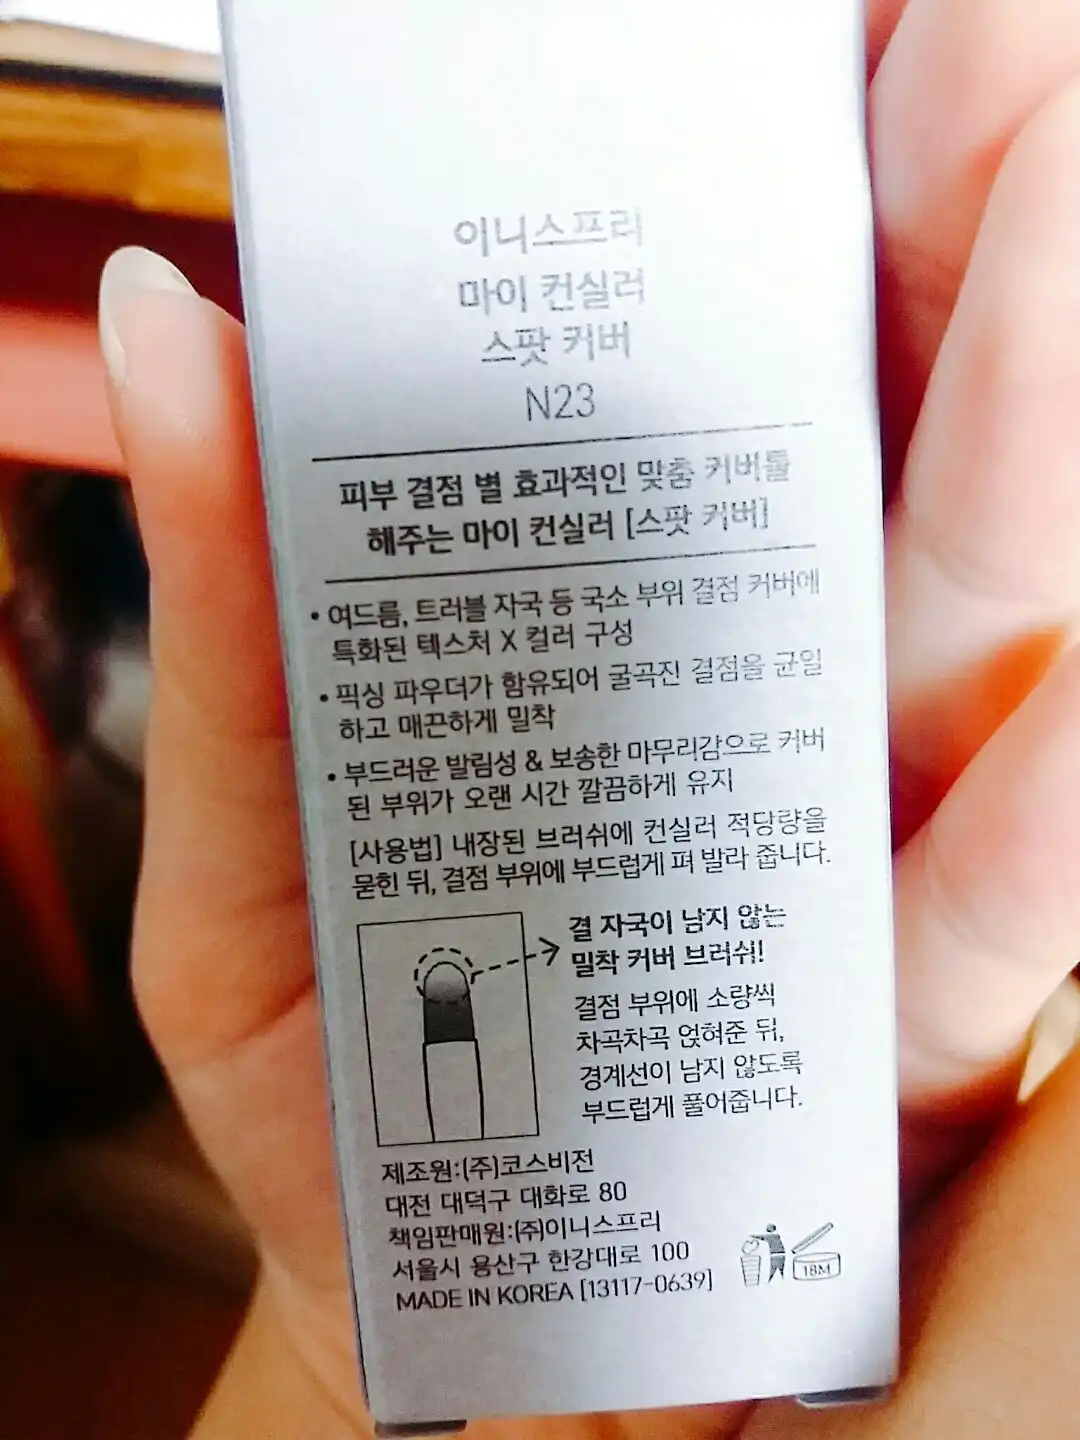 이니스프리
마이 컨실러
스팟 커버
N23
피부 결점 별 효과적인 맞춤 커버를
해주는 마이 컨실러 [스팟 커버]
• 여드름, 트러블 자국 등 국소 부위 결점 커버에
특화된 텍스처 X 컬러 구성
• 픽싱 파우더가 함유되어 굴곡진 결점을 균일
하고 매끈하게 밀착
• 부드러운 발림성 & 보송한 마무리감으로 커버
된 부위가 오랜 시간 깔끔하게 유지
[사용법] 내장된 브러쉬에 컨실러 적당량을
묻힌 뒤, 결점 부위에 부드럽게 펴 발라 줍니다.
결 자국이 남지 않는
밀착 커버 브러쉬!
결점 부위에 소량씩
차곡차곡 얹혀준 뒤,
경계선이 남지 않도록
부드럽게 풀어줍니다.
제조원:(주)코스비전
대전 대덕구 대화로 80
책임판매원:(주)이니스프리
서울시 용산구 한강대로 100
MADE IN KOREA [13117-0639]
18M